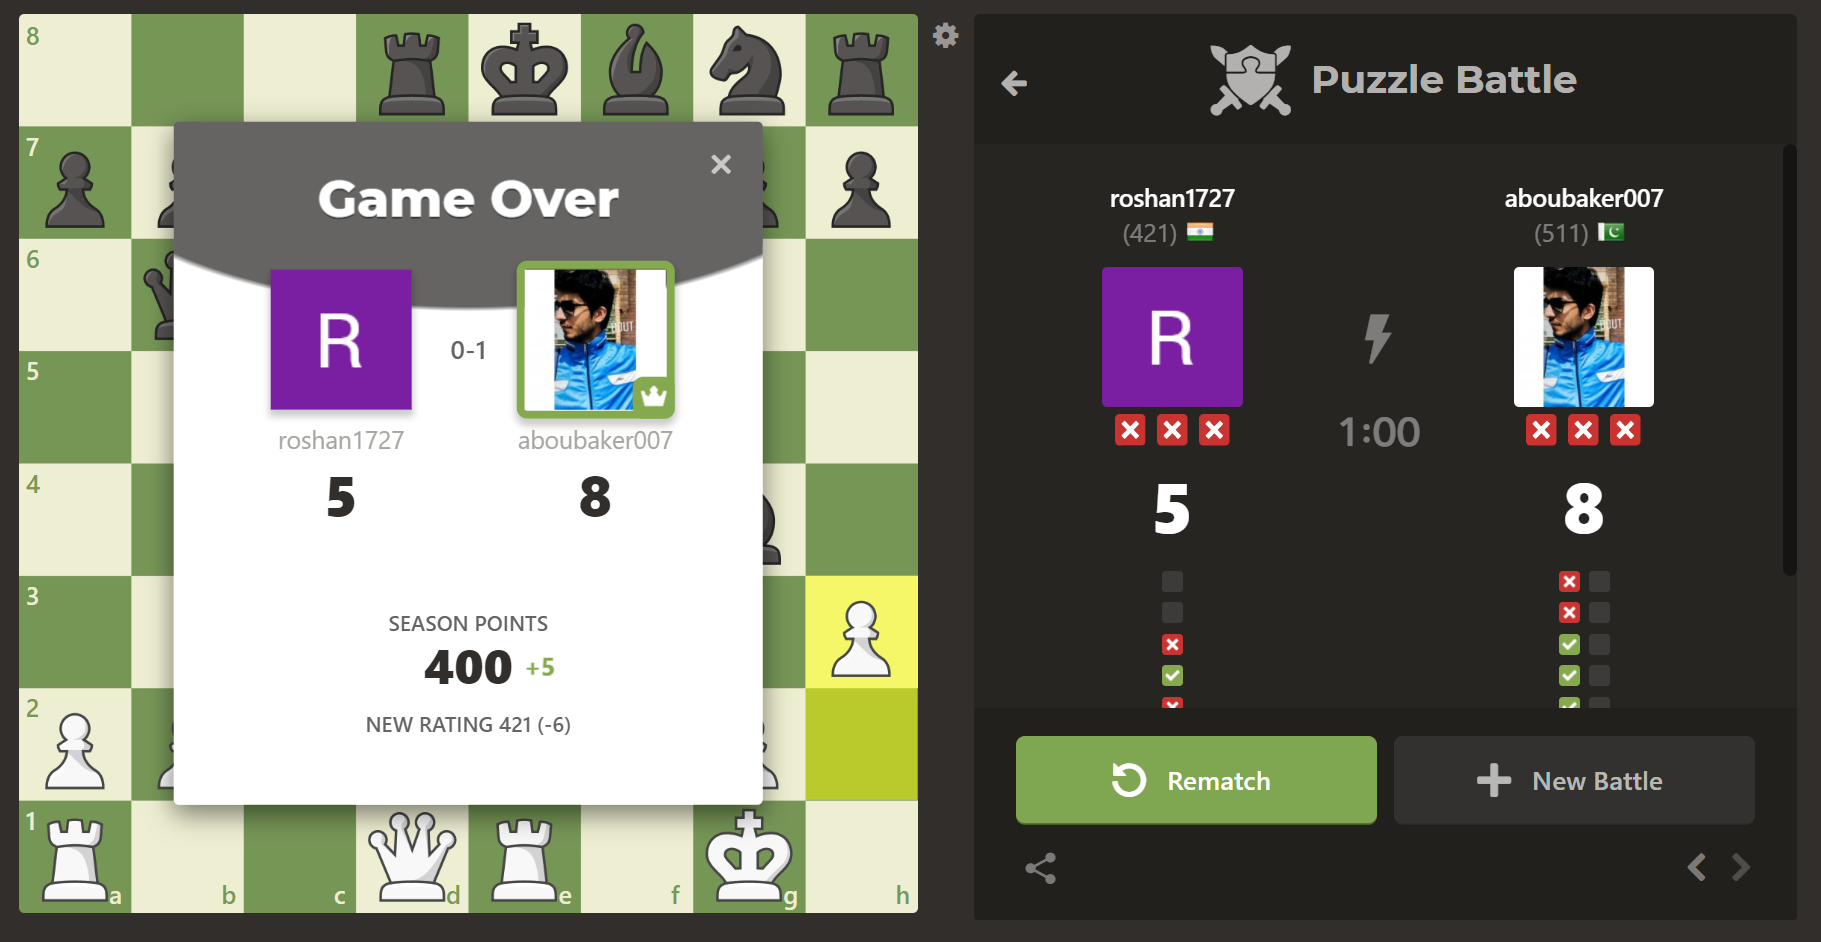 8
7
6
5
4
3
2
1
a
b
c
d
e
f
g
h
Game Over
R
0-1
roshan1727
aboubaker007
5
8
SEASON POINTS
400 +5
NEW RATING 421 (-6)
Puzzle Battle
roshan1727
aboubaker007
(421)
(511)
R
1:00
5
8
Rematch
New Battle